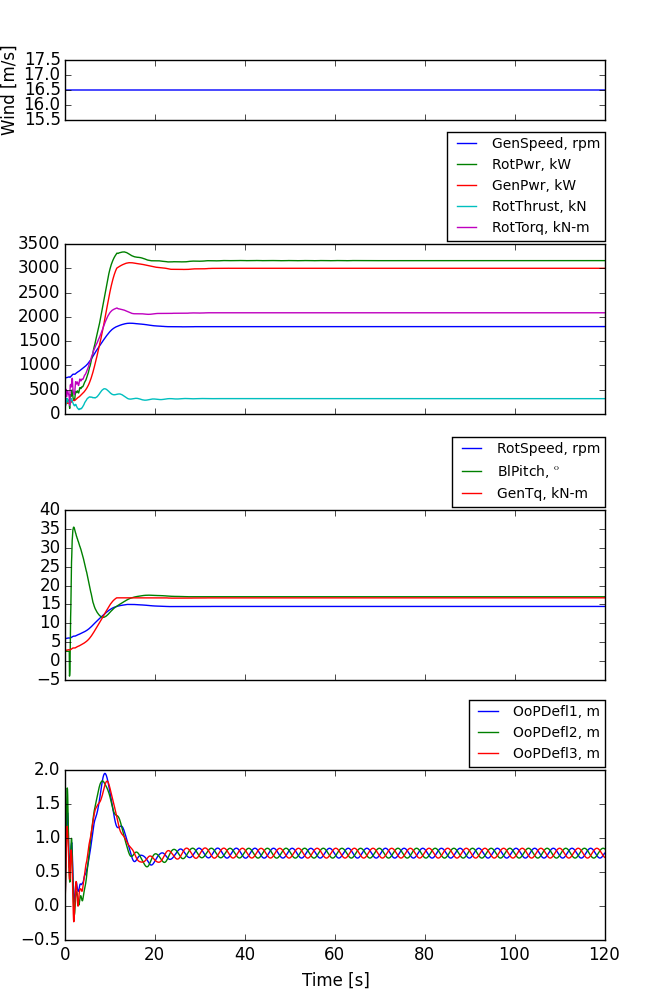 Wind [m/s]
17.5
17.0
16.5
16.0
15.5
GenSpeed, rpm
RotPwr, kW
GenPwr, kW
RotThrust, kN
RotTorq, kN-m
3500
3000
2500
2000
1500
1000
500
0
RotSpeed, rpm
BlPitch, °
GenTq, kN-m
40
35
30
25
20
15
10
5
0
−5
OoPDefl1, m
OoPDefl2, m
OoPDefl3, m
2.0
1.5
1.0
0.5
0.0
−0.5
0 20 40 60 80 100 120
Time [s]